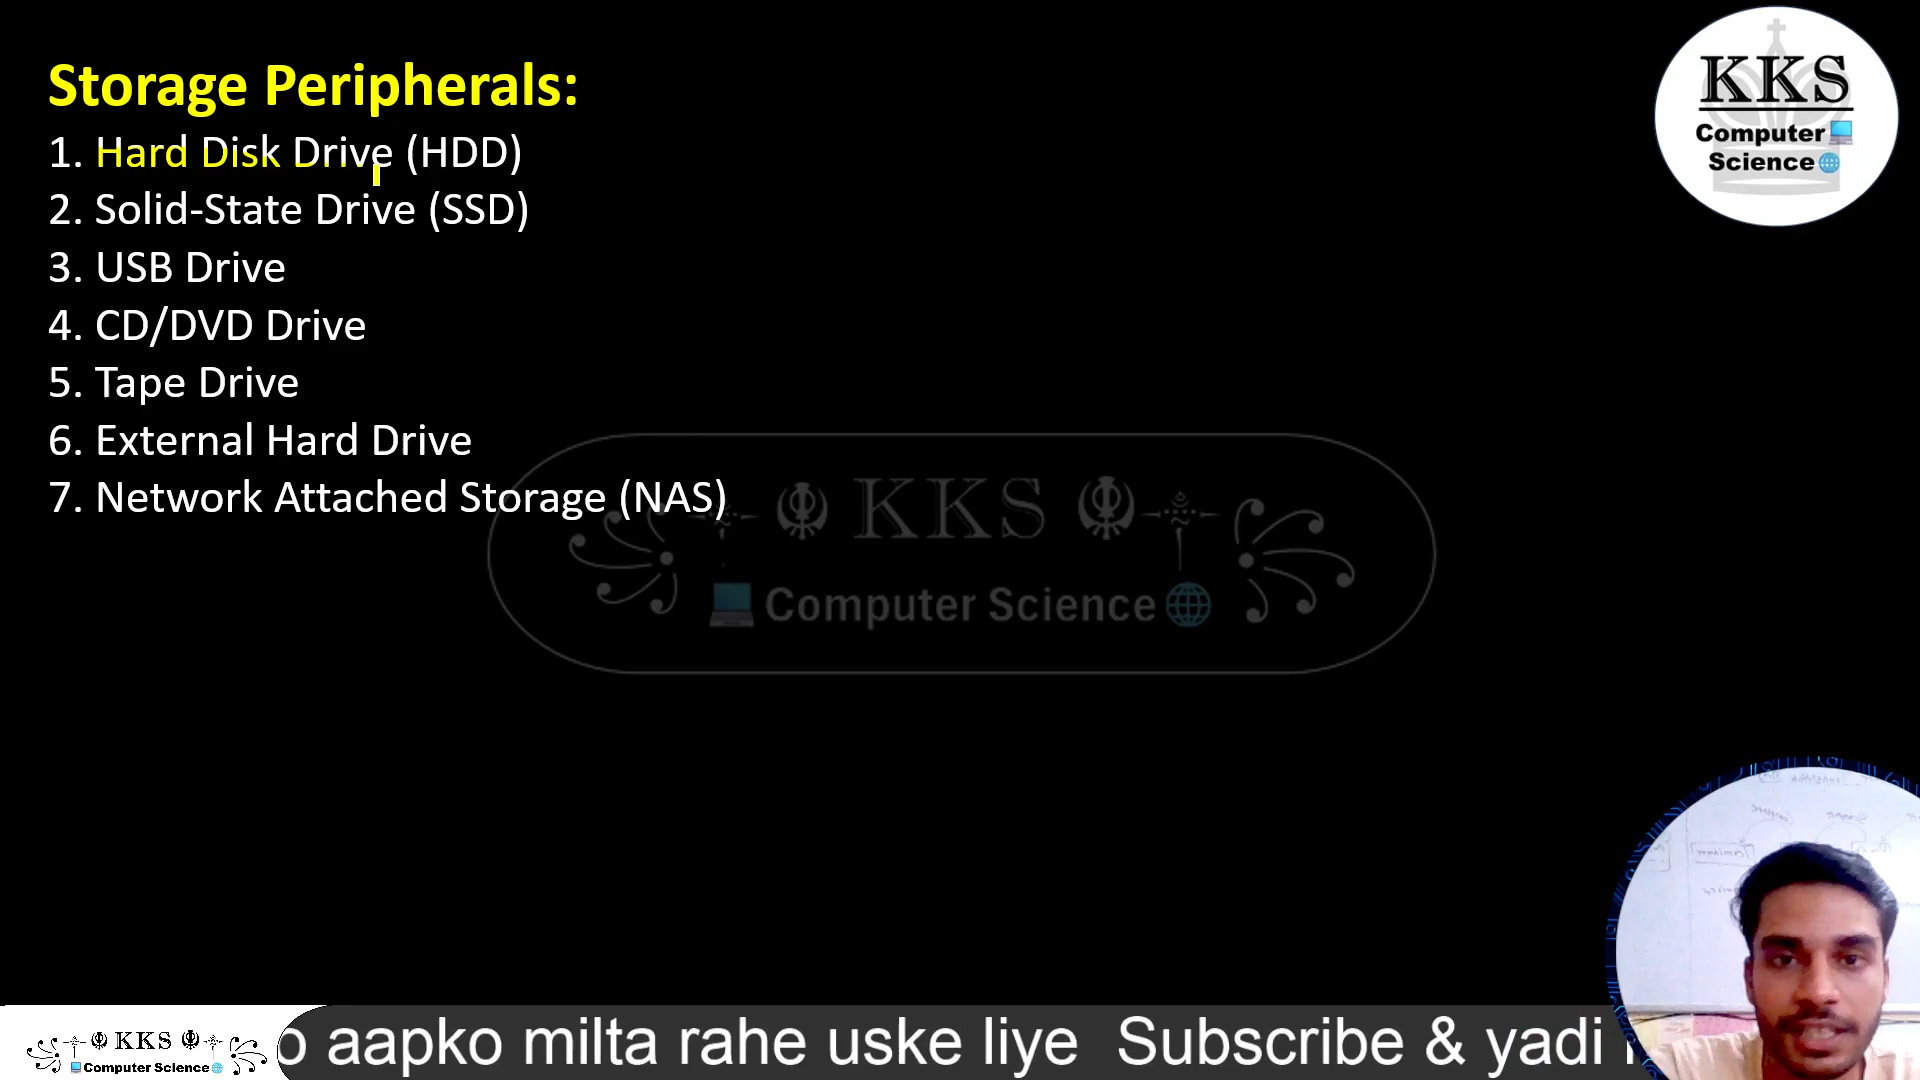 Storage Peripherals:
1. Hard Disk Drive (HDD)
2. Solid-State Drive (SSD)
3. USB Drive
4. CD/DVD Drive
5. Tape Drive
6. External Hard Drive
7. Network Attached Storage (NAS)
KKS
Computer
Science
KKS
Computer Science
KKS
Computer Science
o aapko milta rahe uske liye Subscribe & yadi